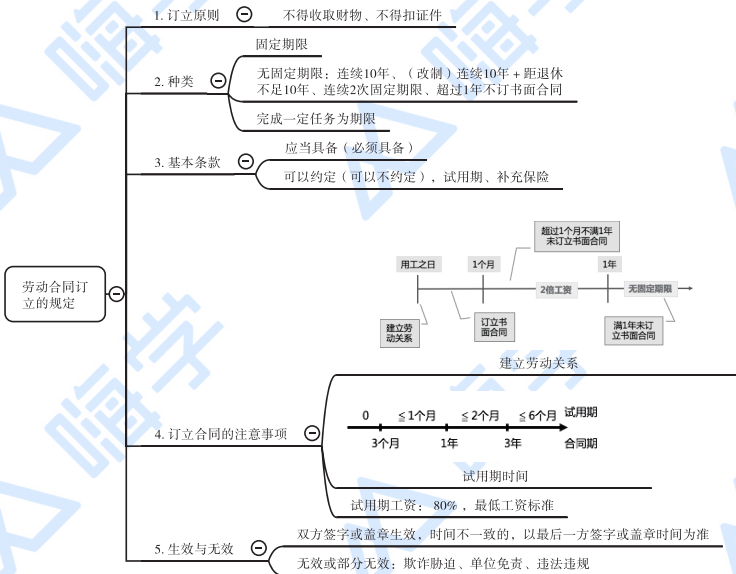 1. 订立原则
不得收取财物、不得扣证件
固定期限
2. 种类
无固定期限：连续10年、（改制）连续10年 + 距退休
不足10年、连续2次固定期限、超过1年不订书面合同
完成一定任务为期限
3. 基本条款
应当具备（必须具备）
可以约定（可以不约定），试用期、补充保险
劳动合同订
立的规定
超过1个月不满1年
未订立书面合同
用工之日
1个月
1年
2倍工资
无固定期限
建立劳
动关系
订立书
面合同
满1年未订
立书面合同
建立劳动关系
4. 订立合同的注意事项
0
≦1个月
≦2个月
≦6个月
试用期
3个月
1年
3年
合同期
试用期时间
试用期工资：80%，最低工资标准
5. 生效与无效
双方签字或盖章生效，时间不一致的，以最后一方签字或盖章时间为准
无效或部分无效：欺诈胁迫、单位免责、违法违规
嗨学
嗨学
嗨学